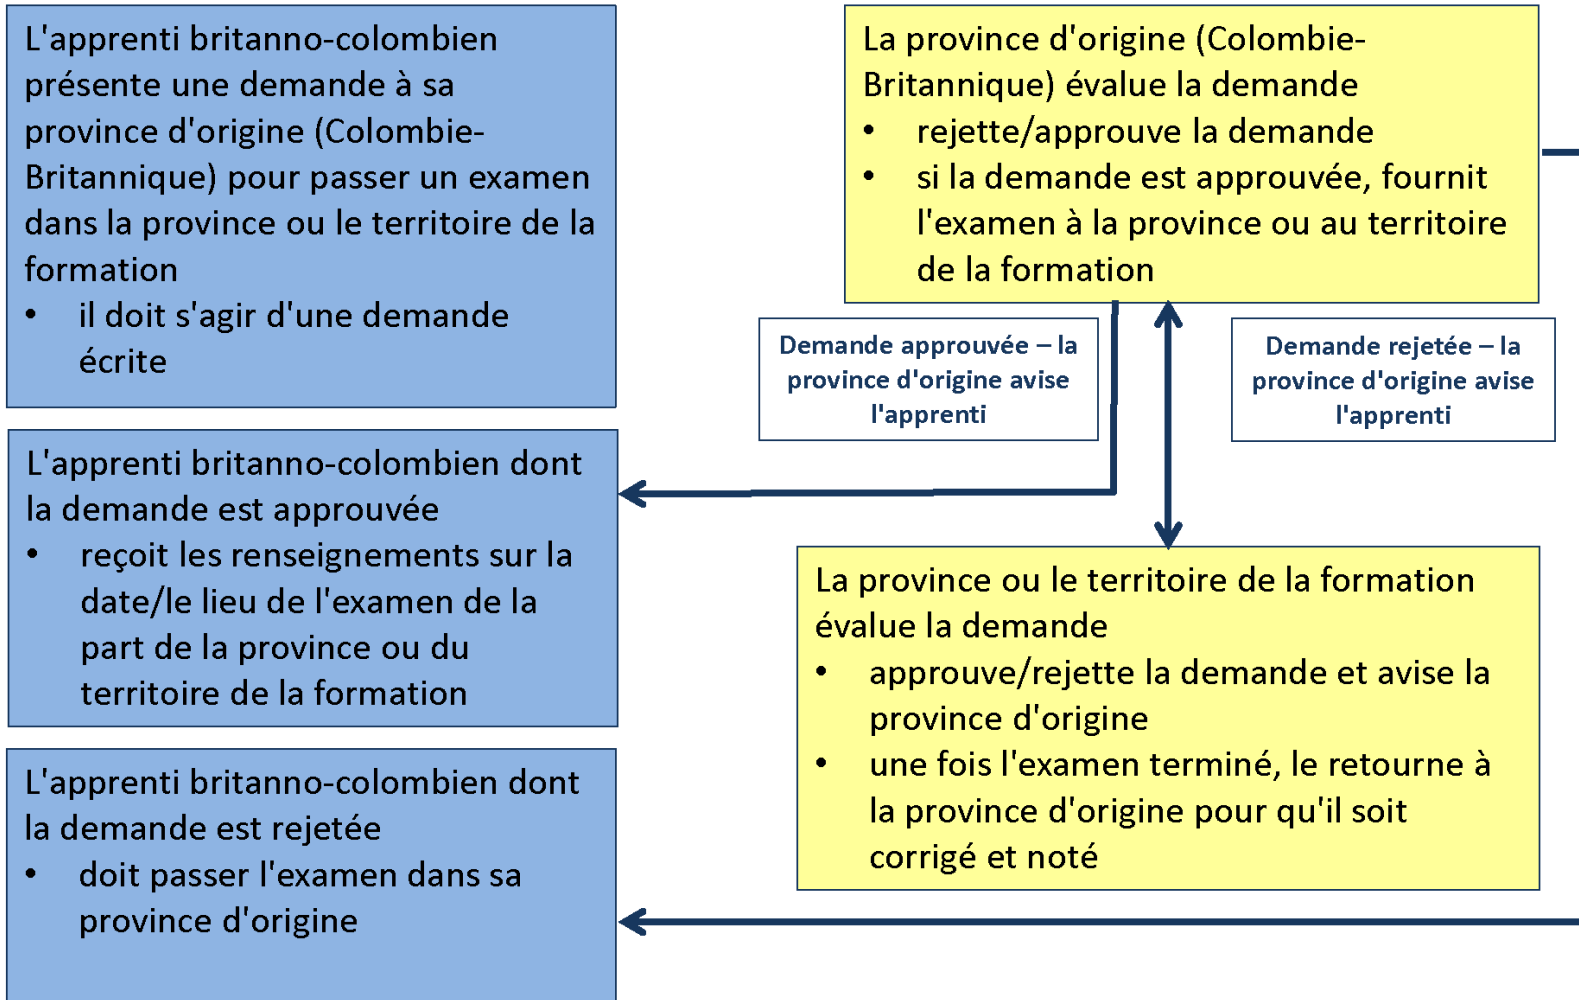 L'apprenti britanno-colombien
présente une demande à sa
province d'origine (Colombie-
Britannique) pour passer un examen
dans la province ou le territoire de la
formation
• il doit s'agir d'une demande
écrite
La province d'origine (Colombie-
Britannique) évalue la demande
• rejette/approuve la demande
• si la demande est approuvée, fournit
l'examen à la province ou au territoire
de la formation
Demande approuvée – la
province d'origine avise
l'apprenti
Demande rejetée – la
province d'origine avise
l'apprenti
L'apprenti britanno-colombien dont
la demande est approuvée
• reçoit les renseignements sur la
date/le lieu de l'examen de la
part de la province ou du
territoire de la formation
La province ou le territoire de la formation
évalue la demande
• approuve/rejette la demande et avise la
province d'origine
• une fois l'examen terminé, le retourne à
la province d'origine pour qu'il soit
corrigé et noté
L'apprenti britanno-colombien dont
la demande est rejetée
• doit passer l'examen dans sa
province d'origine